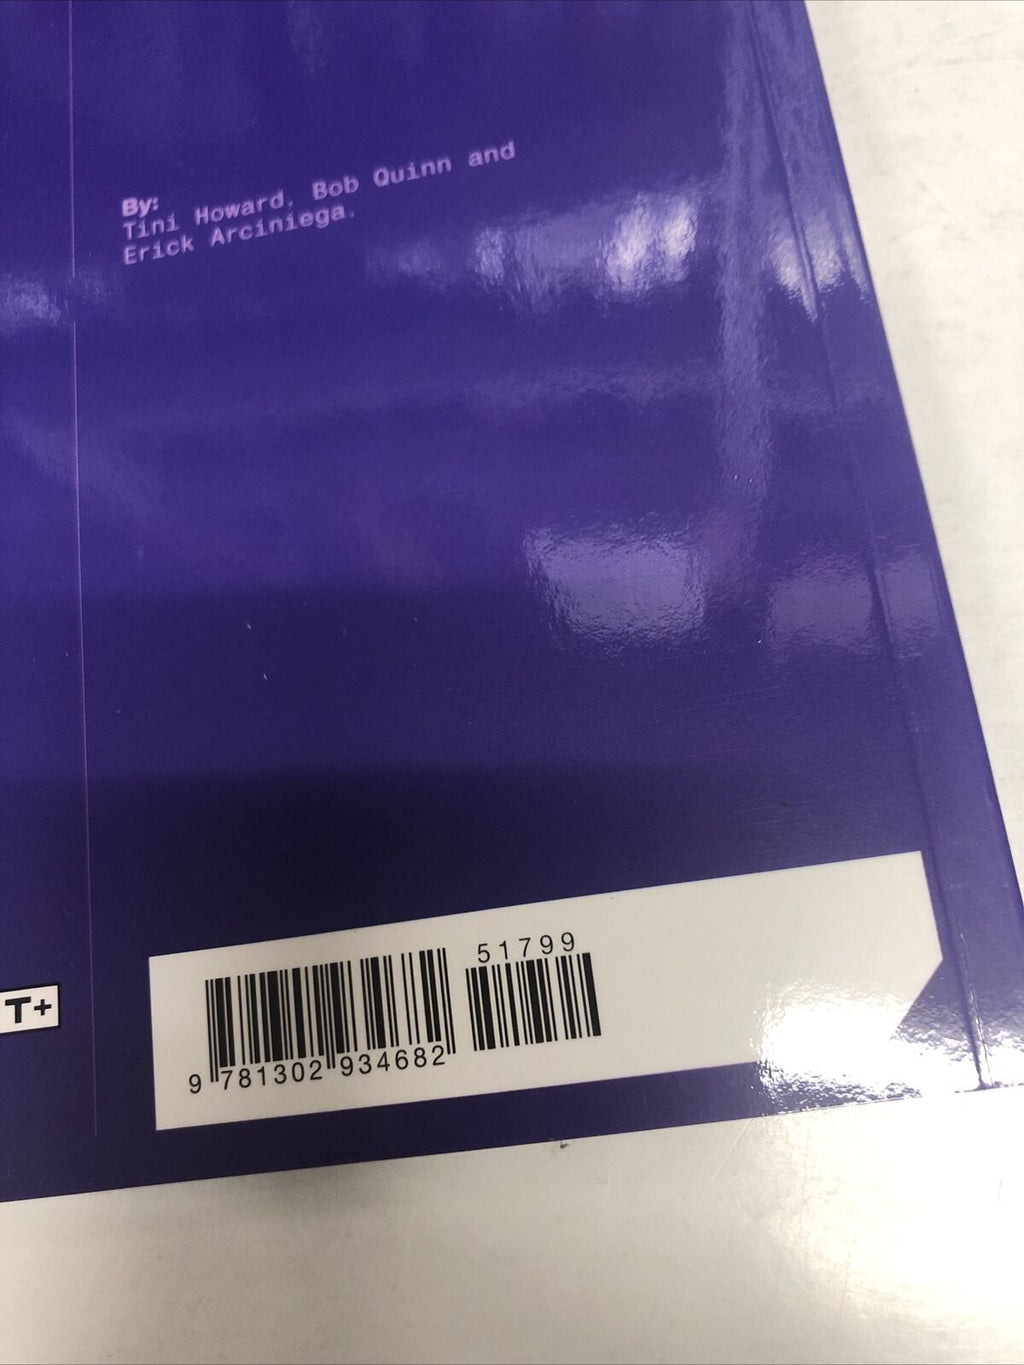 By:
Tini Howard, Bob Quinn and
Erick Arciniega.
T+
51799
9 781302 934682